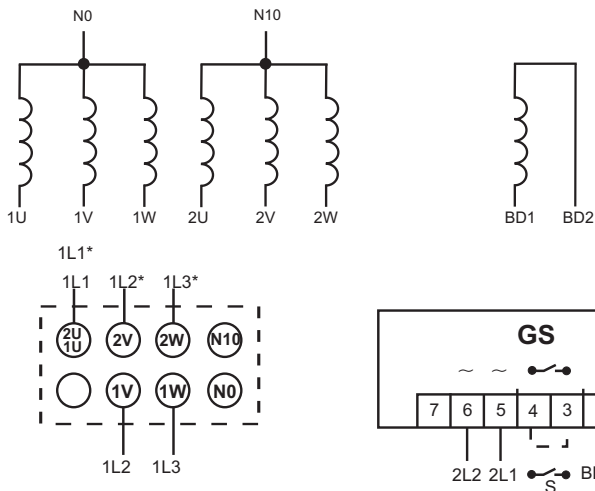 N0 N10
1U 1V 1W 2U 2V 2W BD1 BD2
1L1*
1L1 1L2* 1L3*
2U
1U 2V 2W N10
1V 1W N0
1L2 1L3
GS
~ ~
7 6 5 4 3
2L2 2L1
S